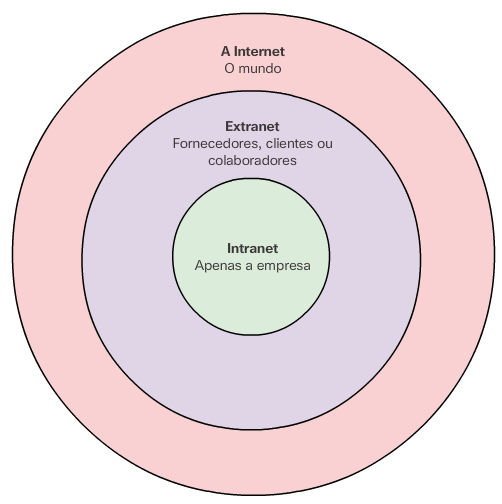 A Internet
O mundo
Extranet
Fornecedores, clientes ou
colaboradores
Intranet
Apenas a empresa